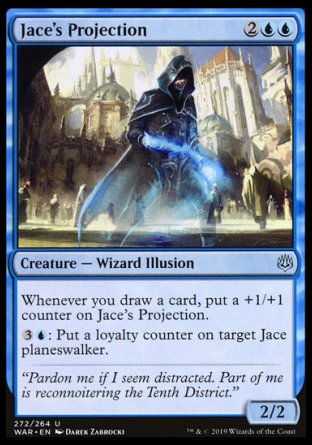 Jace's Projection 2
Creature — Wizard Illusion
Whenever you draw a card, put a +1/+1
counter on Jace's Projection.
3: Put a loyalty counter on target Jace
planeswalker.
"Pardon me if I seem distracted. Part of me
is reconnoitering the Tenth District."
2/2
272/264 U
WAR • EN DAREK ZABROCKI
™ & © 2019 Wizards of the Coast